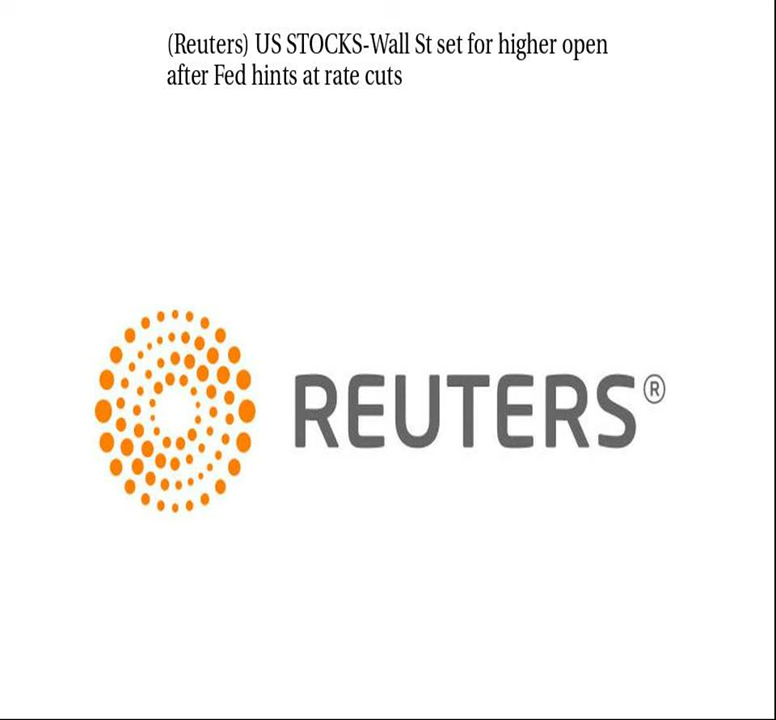 (Reuters) US STOCKS-Wall St set for higher open
after Fed hints at rate cuts
REUTERS®